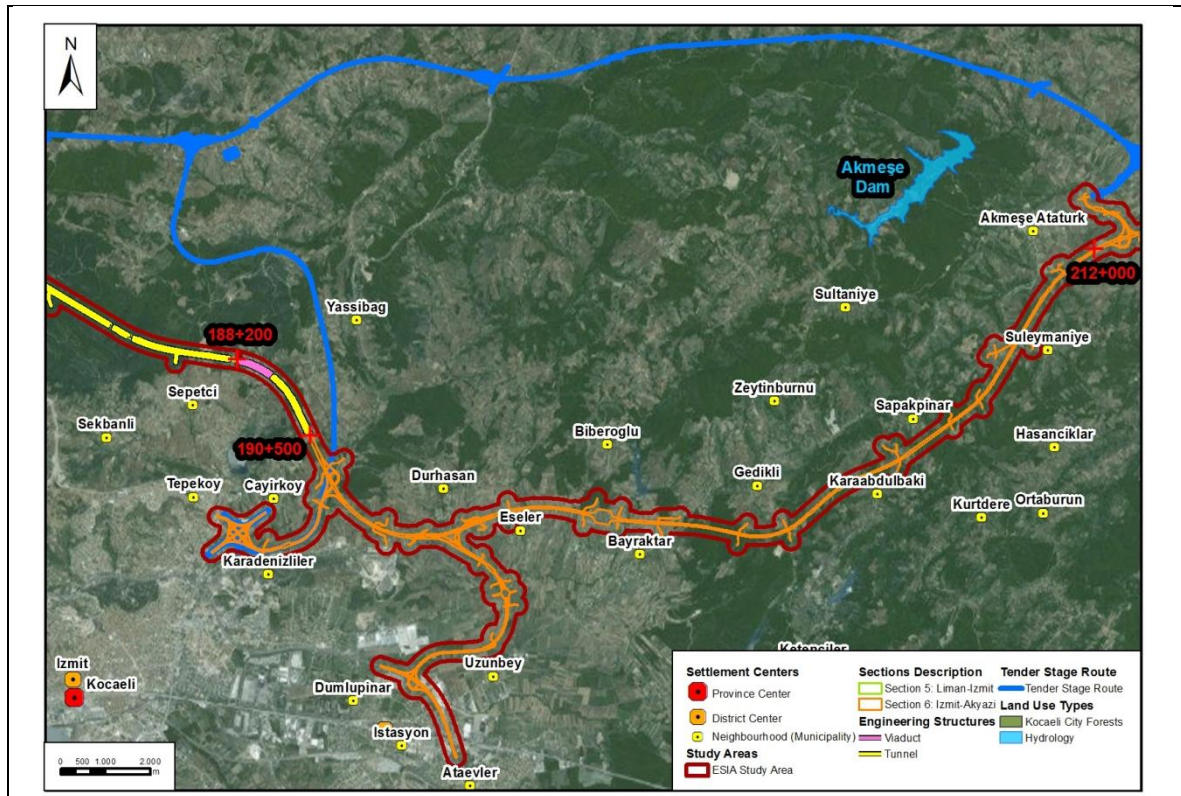 N
Akmeşe
Dam
Akmeşe Ataturk
212+000
Yassibag
Sultaniye
188+200
Suleymaniye
Sepetci
Zeytinburnu
Sapakpinar
Sekbanli
Biberoglu
Hasanciklar
190+500
Tepekoy
Cayirkoy
Durhasan
Gedikli
Karaabdulbaki
Kurtdere
Ortaburun
Eseler
Bayraktar
Karadenizliler
Ketenciler
Izmit
Kocaeli
Uzunbey
Dumlupinar
Istasyon
Ataevler
0 500 1.000 2.000
m
Settlement Centers
Province Center
District Center
Neighbourhood (Municipality)
Study Areas
ESIA Study Area
Sections Description
Section 5: Liman-Izmit
Section 6: Izmit-Akyazi
Engineering Structures
Viaduct
Tunnel
Tender Stage Route
Tender Stage Route
Land Use Types
Kocaeli City Forests
Hydrology